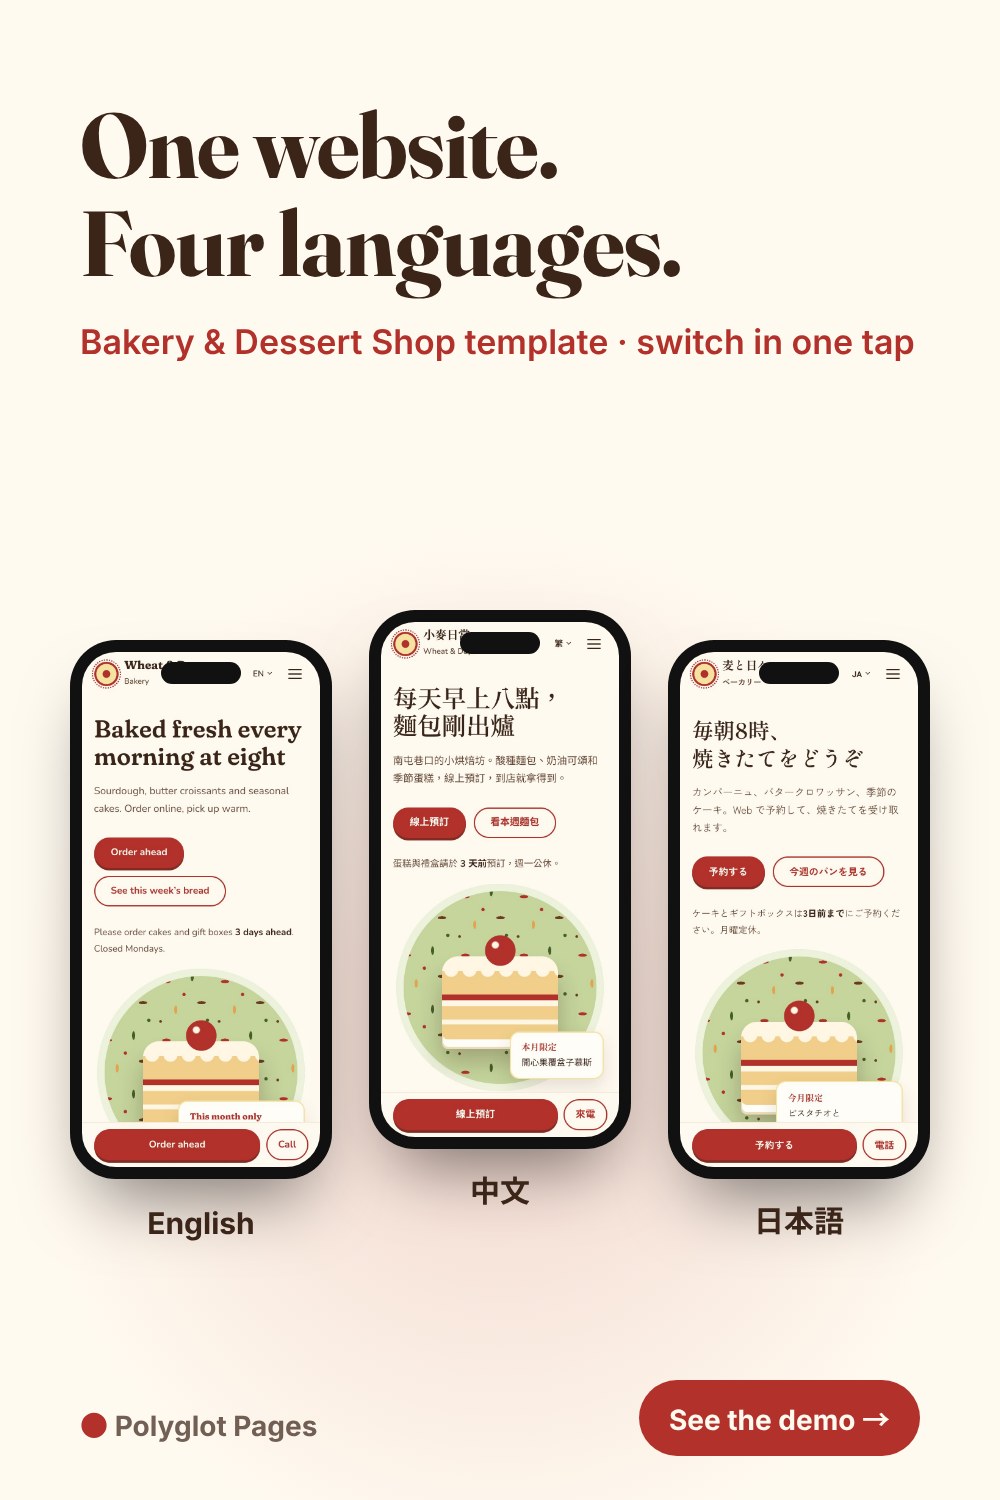 One website.
Four languages.
Bakery & Dessert Shop template · switch in one tap
Wheat
Bakery
EN
Baked fresh every
morning at eight
Sourdough, butter croissants and seasonal
cakes. Order online, pick up warm.
Order ahead
See this week's bread
Please order cakes and gift boxes 3 days ahead.
Closed Mondays.
This month only
Order ahead
Call
English
小麥日
Wheat &
繁
每天早上八點，
麵包剛出爐
南屯巷口的小烘焙坊。酸種麵包、奶油可頌和
季節蛋糕，線上預訂，到店就拿得到。
線上預訂
看本週麵包
蛋糕與禮盒請於 3 天前預訂，週一公休。
本月限定
開心果覆盆子慕斯
線上預訂
來電
中文
麦と日
ベーカリー
JA
毎朝8時、
焼きたてをどうぞ
カンパーニュ、バタークロワッサン、季節の
ケーキ。Web で予約して、焼きたてを受け取
れます。
予約する
今週のパンを見る
ケーキとギフトボックスは3日前までにご予約くだ
さい。月曜定休。
今月限定
ピスタチオと
予約する
電話
日本語
Polyglot Pages
See the demo →